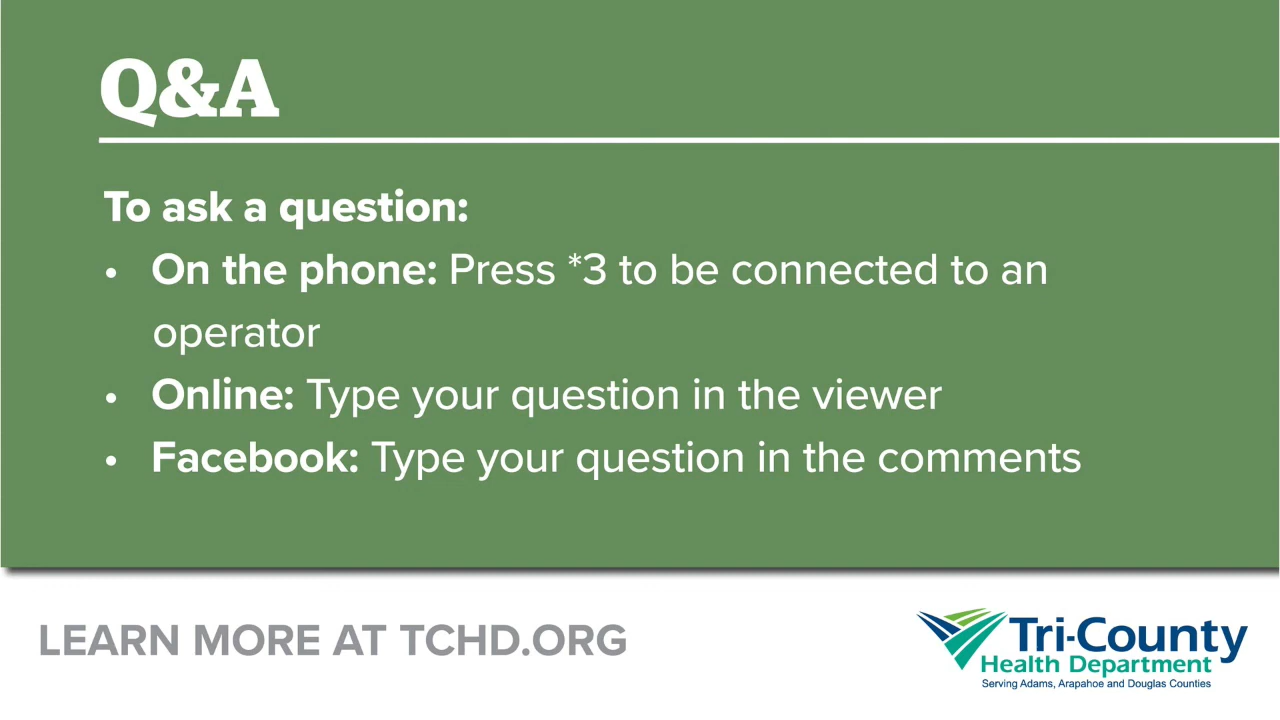 Q&A
To ask a question:
• On the phone: Press *3 to be connected to an
operator
• Online: Type your question in the viewer
• Facebook: Type your question in the comments
LEARN MORE AT TCHD.ORG
Tri-County
Health Department
Serving Adams, Arapahoe and Douglas Counties